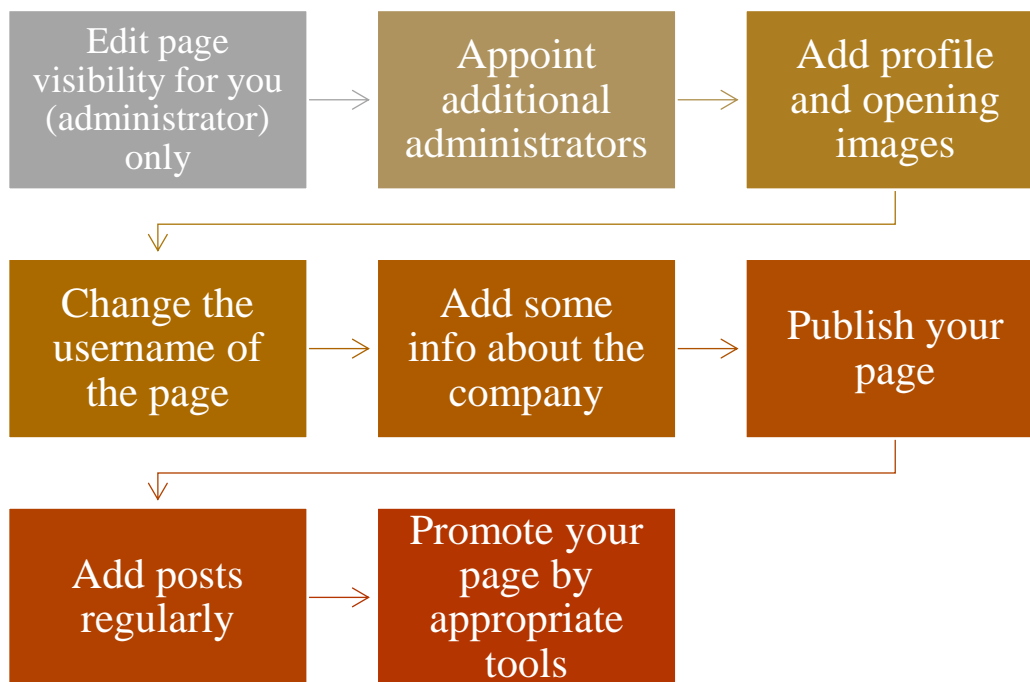 Edit page
visibility for you
(administrator)
only
Appoint
additional
administrators
Add profile
and opening
images
Change the
username of
the page
Add some
info about the
company
Publish your
page
Add posts
regularly
Promote your
page by
appropriate
tools